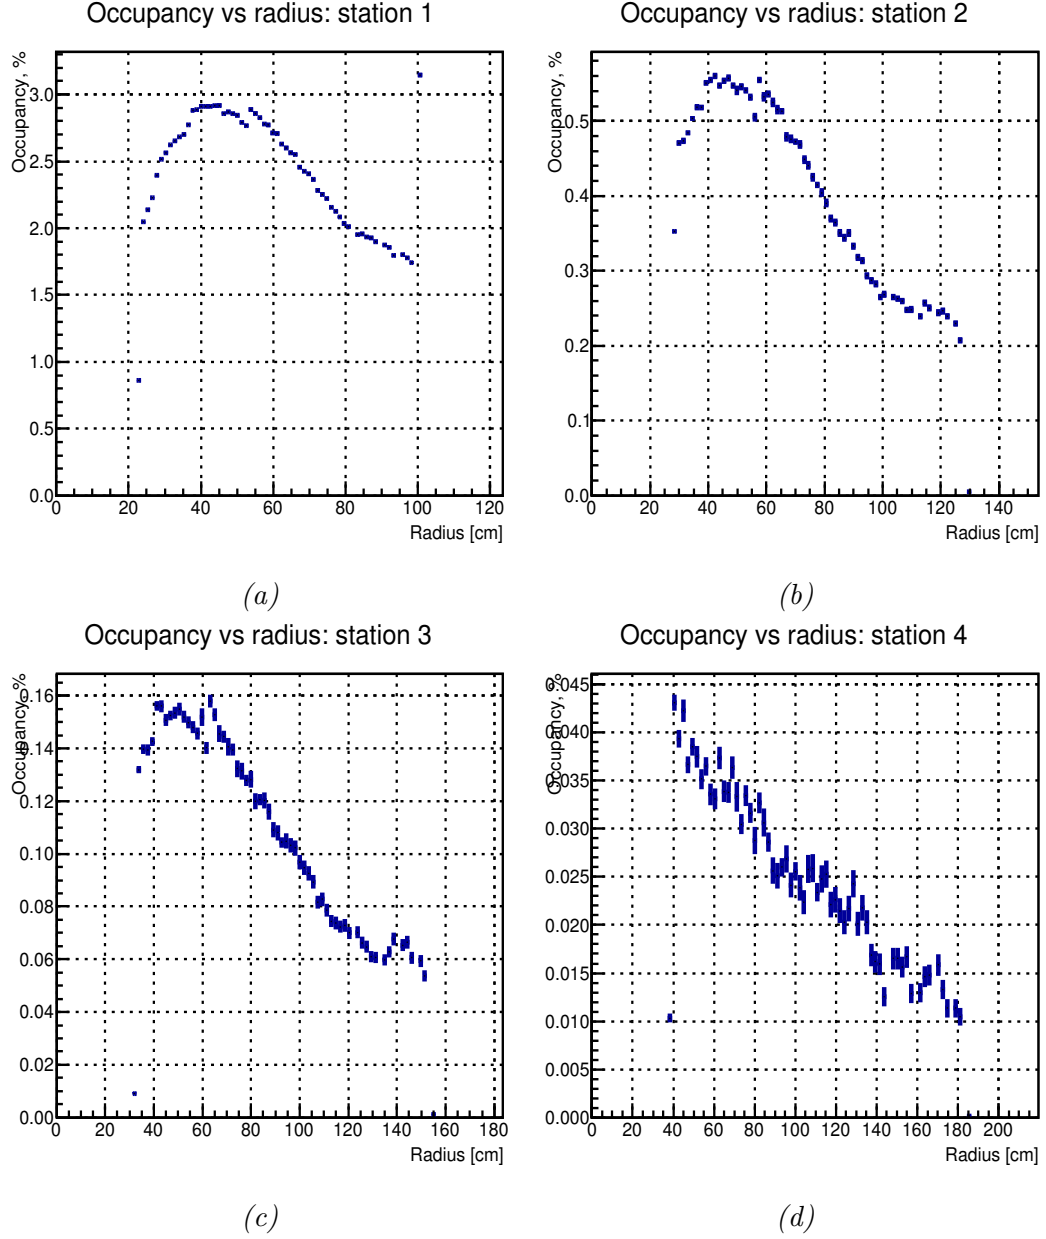 Occupancy vs radius: station 1
Occupancy, %
3.0
2.5
2.0
1.5
1.0
0.5
0.0
0 20 40 60 80 100 120
Radius [cm]
(a)
Occupancy vs radius: station 2
Occupancy, %
0.5
0.4
0.3
0.2
0.1
0.0
0 20 40 60 80 100 120 140
Radius [cm]
(b)
Occupancy vs radius: station 3
Occupancy, %
0.16
0.14
0.12
0.10
0.08
0.06
0.04
0.02
0.00
0 20 40 60 80 100 120 140 160 180
Radius [cm]
(c)
Occupancy vs radius: station 4
Occupancy, %
0.045
0.040
0.035
0.030
0.025
0.020
0.015
0.010
0.005
0.000
0 20 40 60 80 100 120 140 160 180 200
Radius [cm]
(d)